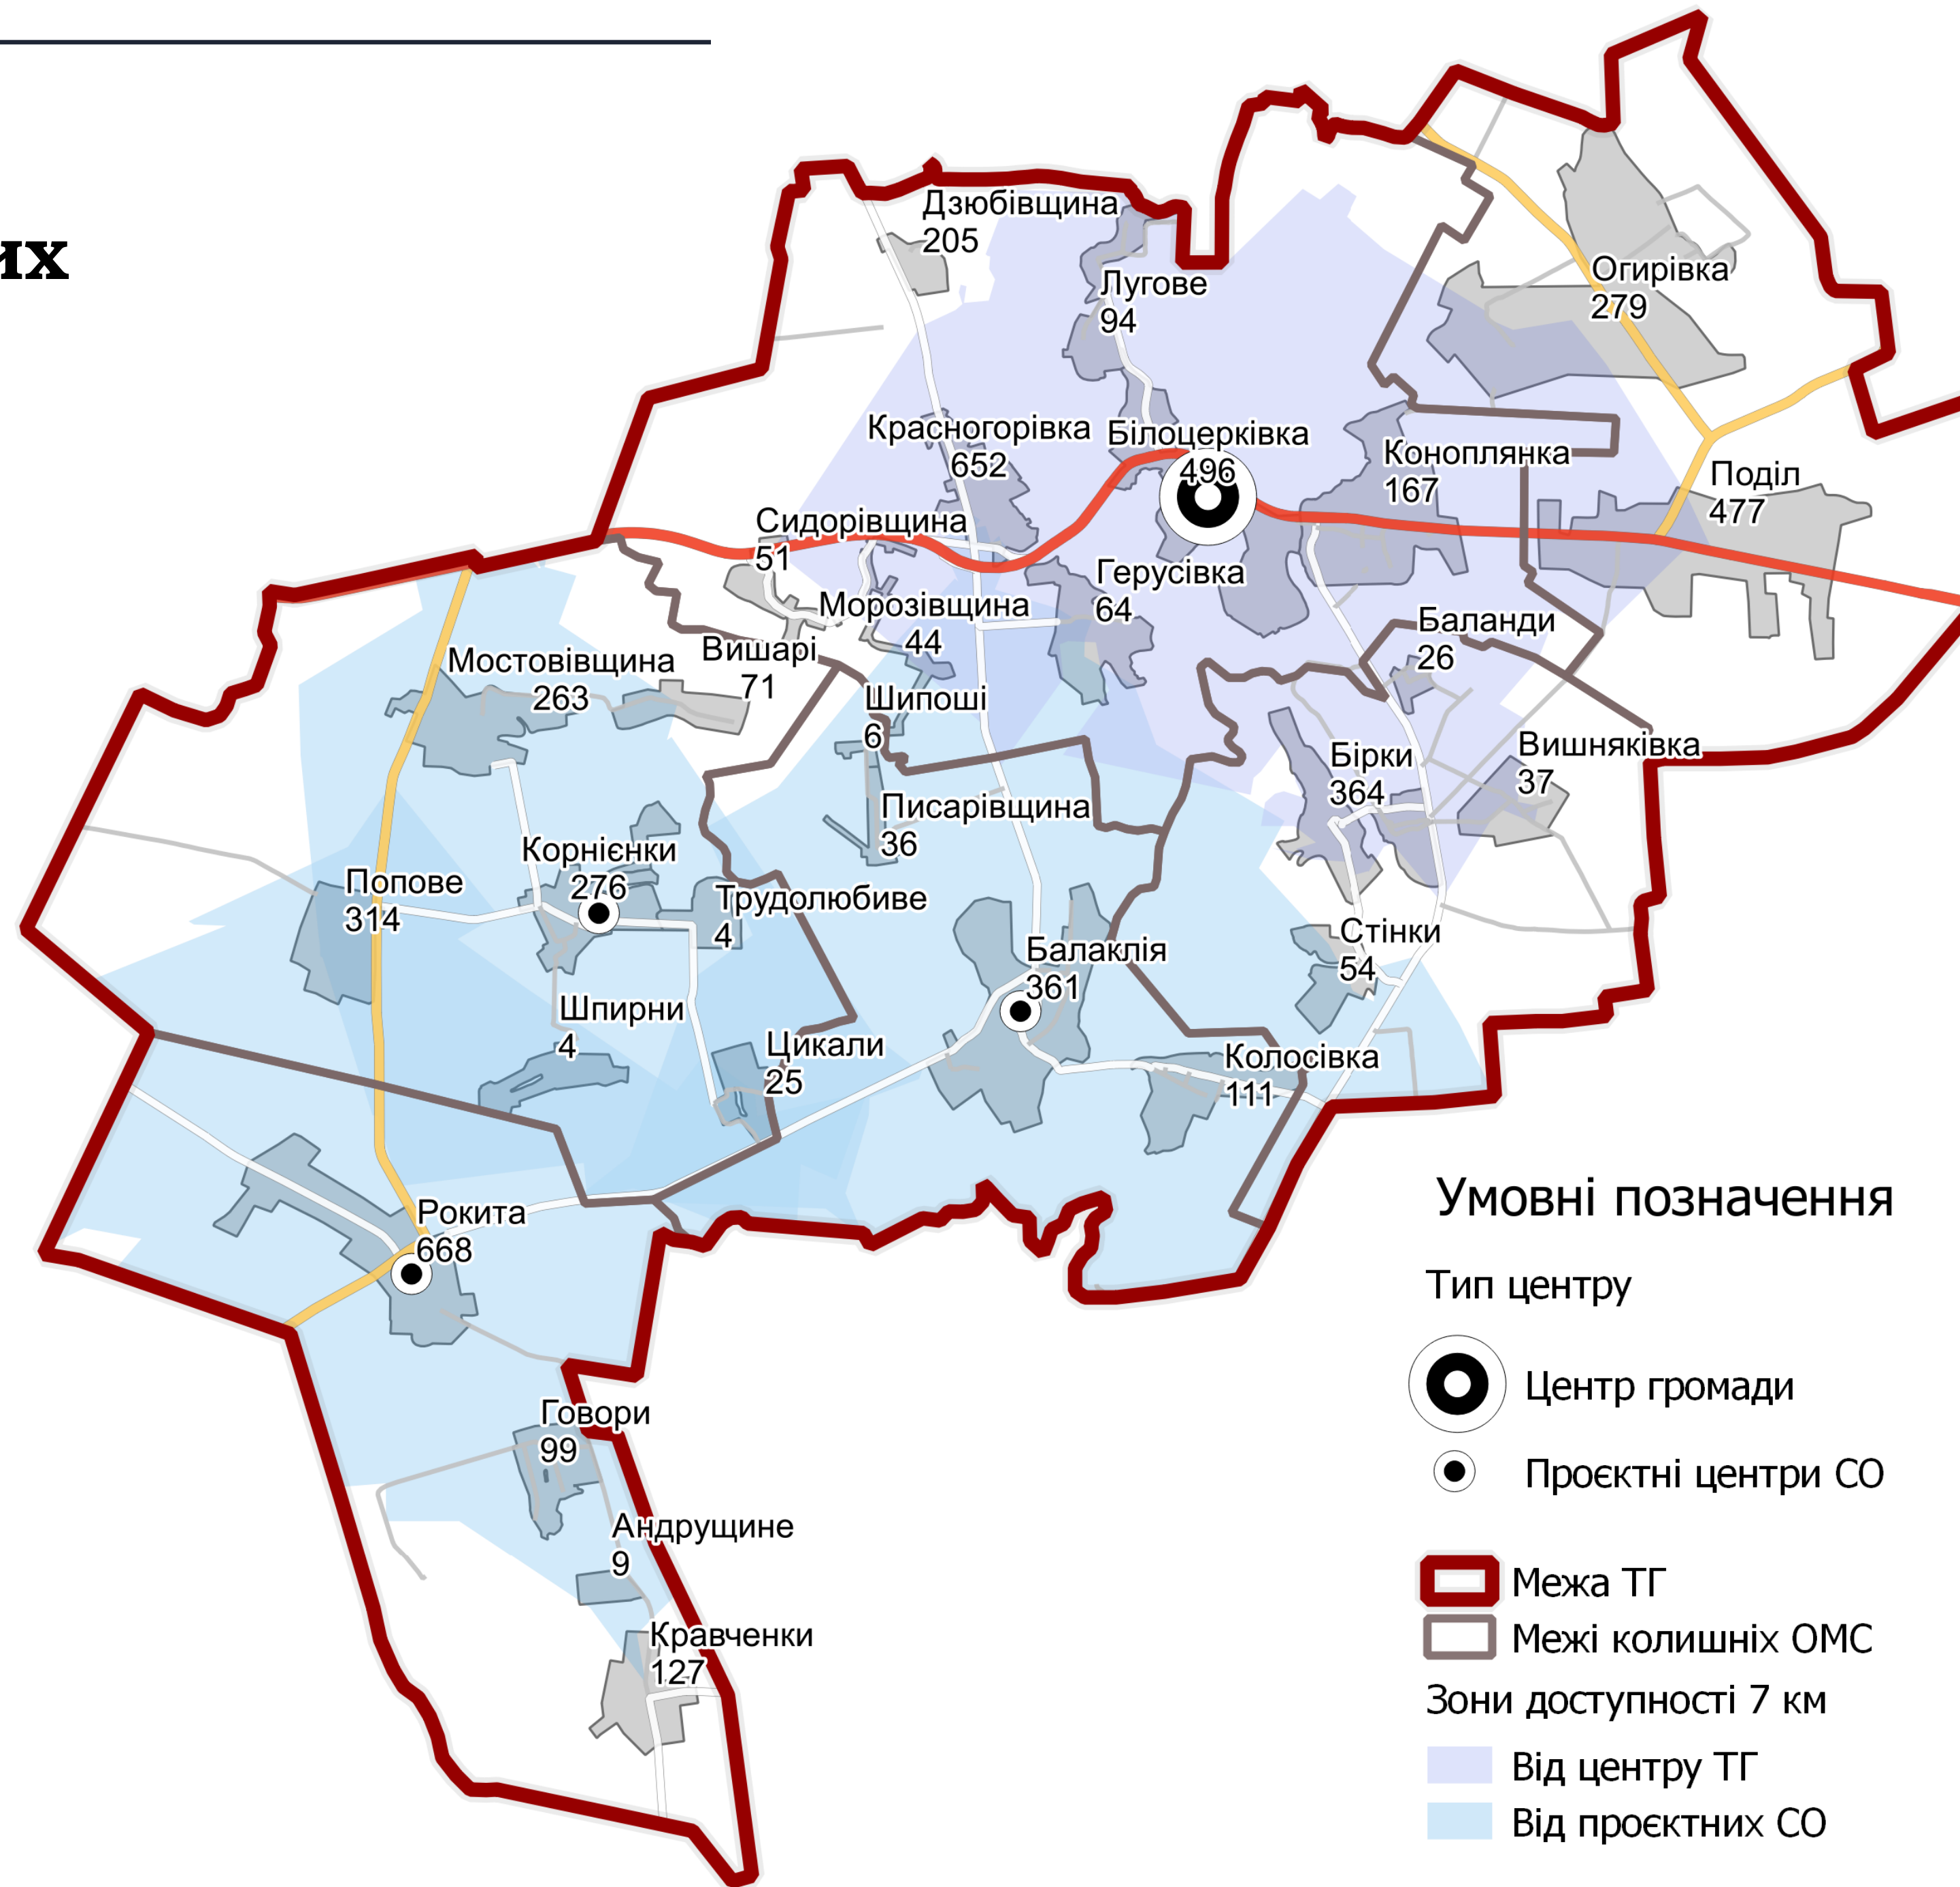 их
Дзюбівщина
205
Лугове
94
Огирівка
279
Красногорівка
652
Білоцерківка
496
Коноплянка
167
Поділ
477
Сидорівщина
51
Герусівка
64
Морозівщина
44
Баланди
26
Вишарі
71
Мостовівщина
263
Шипоші
6
Бірки
364
Вишняківка
37
Писарівщина
36
Корнієнки
276
Попове
314
Трудолюбиве
4
Стінки
54
Балаклія
361
Шпирни
4
Цикали
25
Колосівка
111
Рокита
668
Говори
99
Андрущине
9
Кравченки
127
Умовні позначення
Тип центру
Центр громади
Проєктні центри СО
Межа ТГ
Межі колишніх ОМС
Зони доступності 7 км
Від центру ТГ
Від проєктних СО